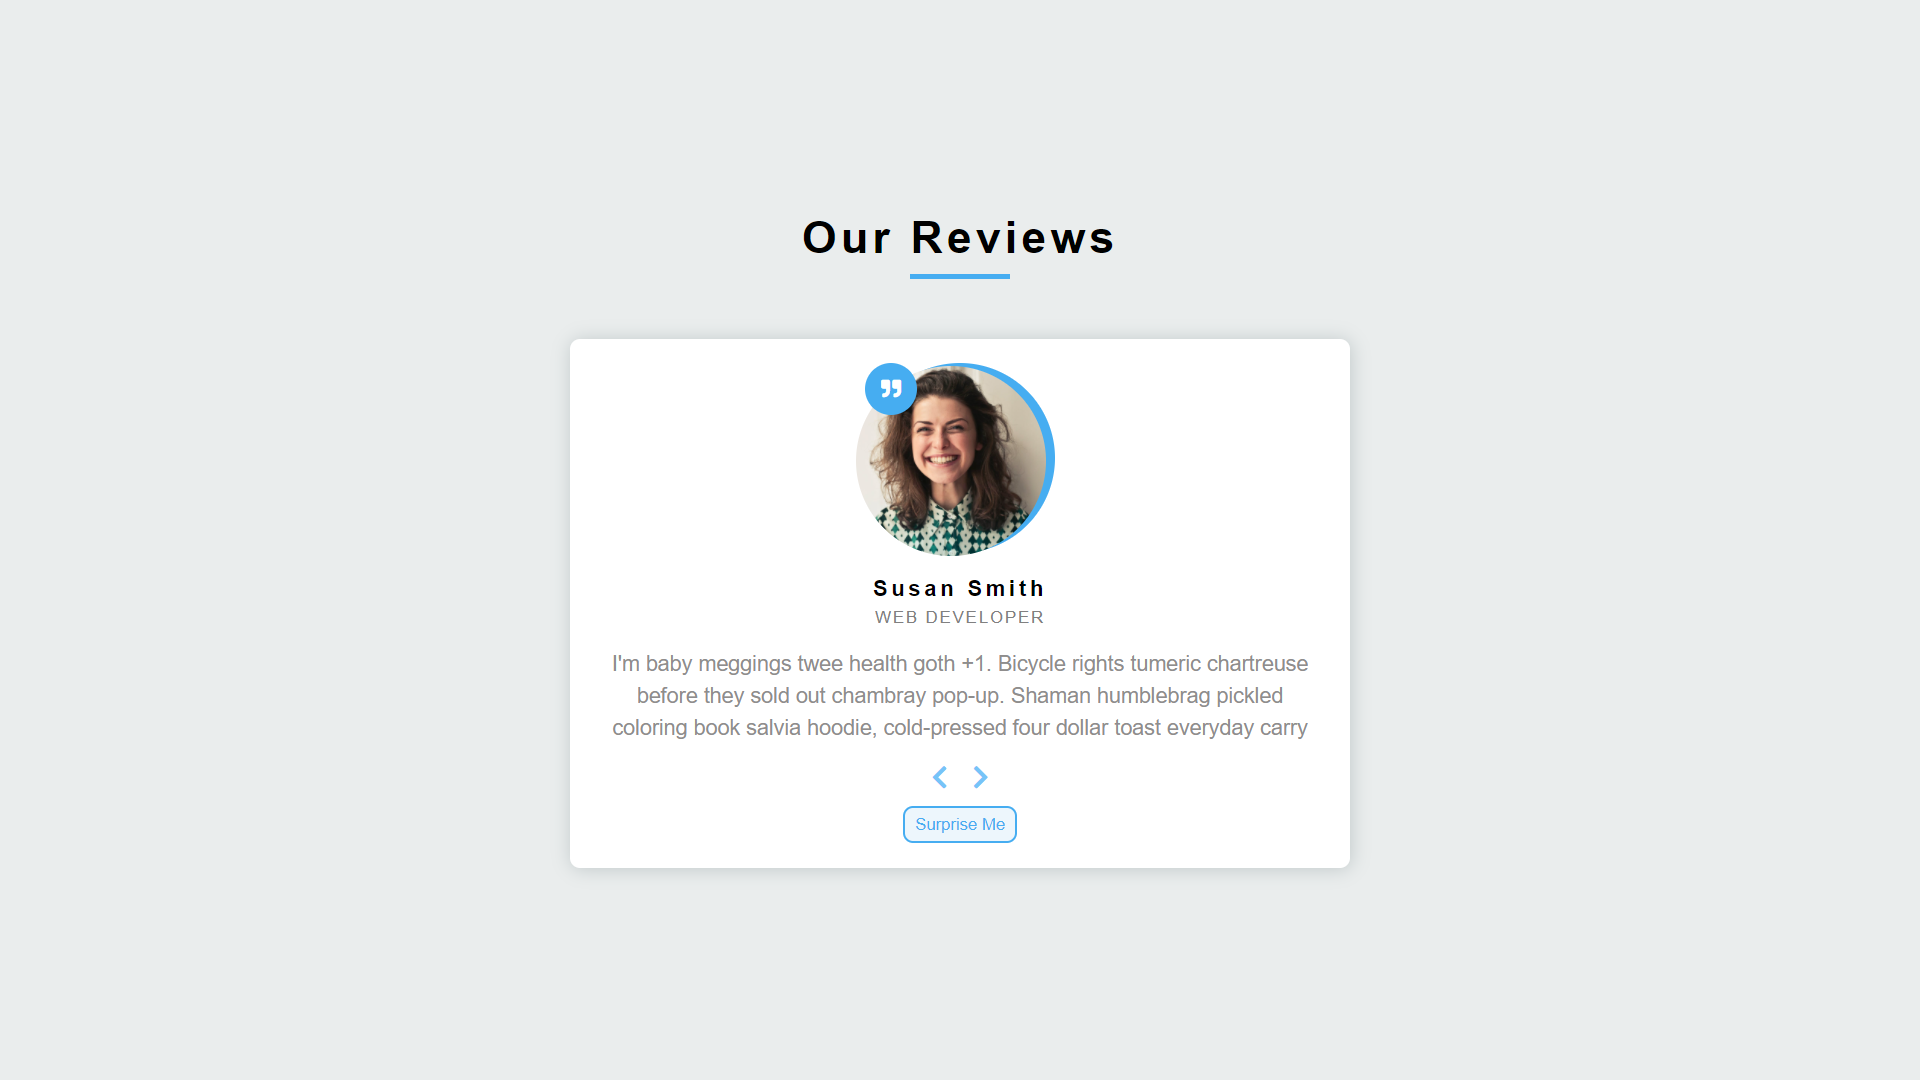 Our Reviews
Susan Smith
WEB DEVELOPER
I'm baby meggings twee health goth +1. Bicycle rights tumeric chartreuse
before they sold out chambray pop-up. Shaman humblebrag pickled
coloring book salvia hoodie, cold-pressed four dollar toast everyday carry
Surprise Me